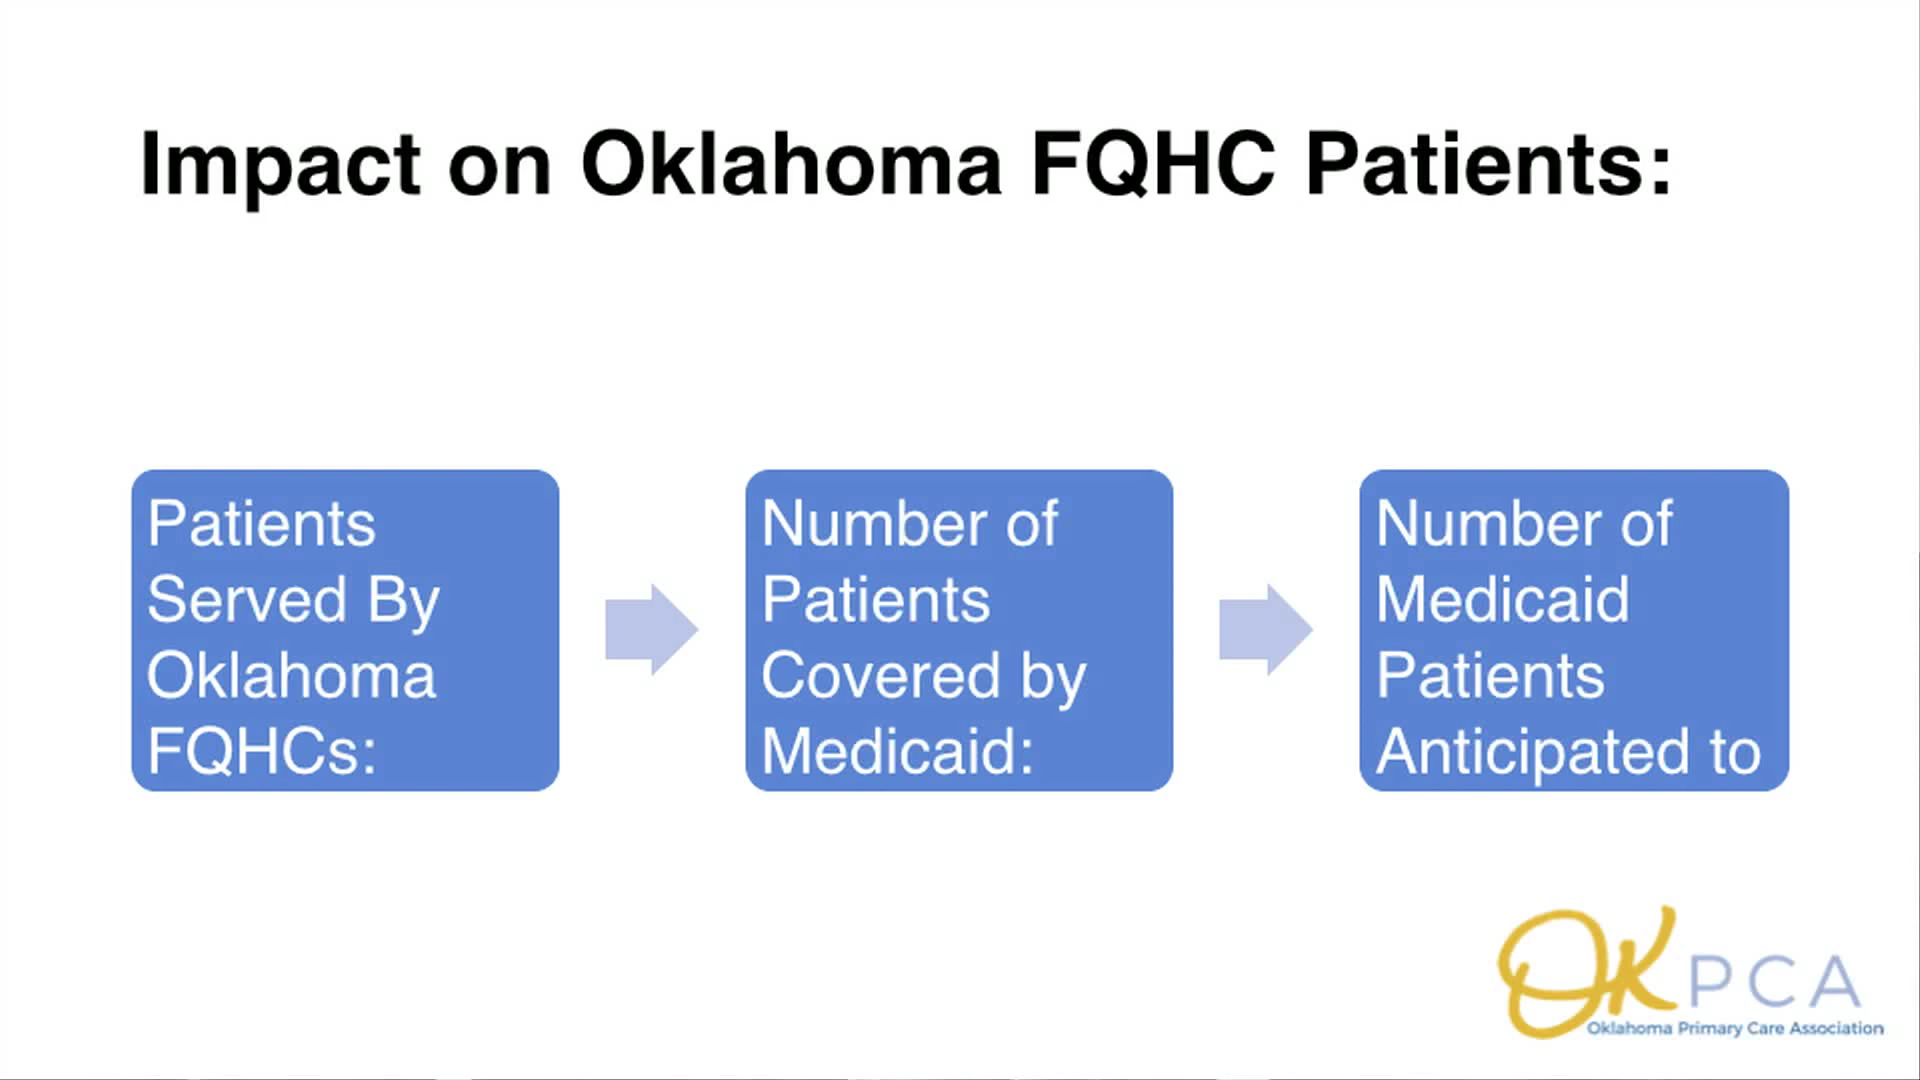 Impact on Oklahoma FQHC Patients:
Patients
Served By
Oklahoma
FQHCs:
Number of
Patients
Covered by
Medicaid:
Number of
Medicaid
Patients
Anticipated to
OKPCA
Oklahoma Primary Care Association